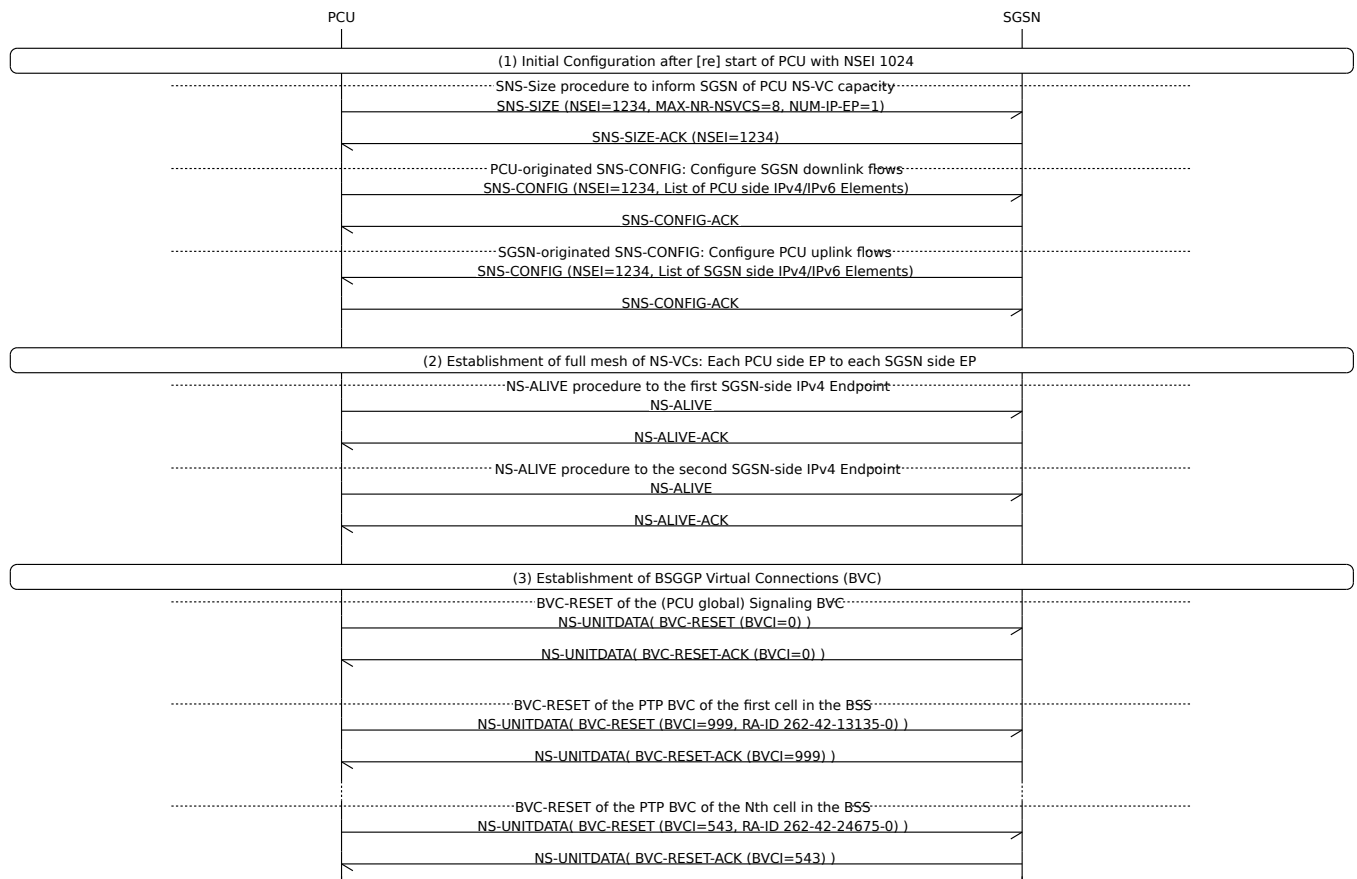 PCU
SGSN
(1) Initial Configuration after [re] start of PCU with NSEI 1024
SNS-Size procedure to inform SGSN of PCU NS-VC capacity
SNS-SIZE (NSEI=1234, MAX-NR-NSVCS=8, NUM-IP-EP=1)
SNS-SIZE-ACK (NSEI=1234)
PCU-originated SNS-CONFIG: Configure SGSN downlink flows
SNS-CONFIG (NSEI=1234, List of PCU side IPv4/IPv6 Elements)
SNS-CONFIG-ACK
SGSN-originated SNS-CONFIG: Configure PCU uplink flows
SNS-CONFIG (NSEI=1234, List of SGSN side IPv4/IPv6 Elements)
SNS-CONFIG-ACK
(2) Establishment of full mesh of NS-VCs: Each PCU side EP to each SGSN side EP
NS-ALIVE procedure to the first SGSN-side IPv4 Endpoint
NS-ALIVE
NS-ALIVE-ACK
NS-ALIVE procedure to the second SGSN-side IPv4 Endpoint
NS-ALIVE
NS-ALIVE-ACK
(3) Establishment of BSGGP Virtual Connections (BVC)
BVC-RESET of the (PCU global) Signaling BVC
NS-UNITDATA( BVC-RESET (BVCI=0) )
NS-UNITDATA( BVC-RESET-ACK (BVCI=0) )
BVC-RESET of the PTP BVC of the first cell in the BSS
NS-UNITDATA( BVC-RESET (BVCI=999, RA-ID 262-42-13135-0) )
NS-UNITDATA( BVC-RESET-ACK (BVCI=999) )
BVC-RESET of the PTP BVC of the Nth cell in the BSS
NS-UNITDATA( BVC-RESET (BVCI=543, RA-ID 262-42-24675-0) )
NS-UNITDATA( BVC-RESET-ACK (BVCI=543) )